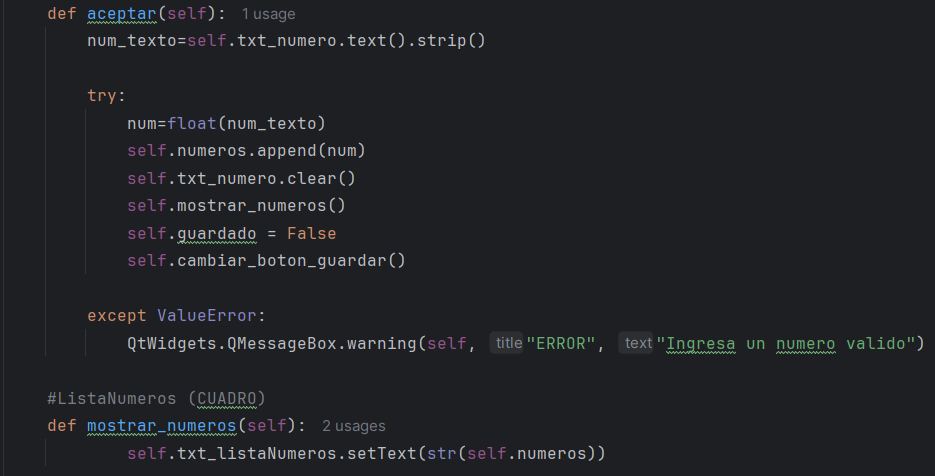 def aceptar(self): 1 usage
num_texto=self.txt_numero.text().strip()
try:
num=float(num_texto)
self.numeros.append(num)
self.txt_numero.clear()
self.mostrar_numeros()
self.guardado = False
self.cambiar_boton_guardar()
except ValueError:
QtWidgets.QMessageBox.warning(self, title "ERROR", text "Ingresa un numero valido")
#ListaNumeros (CUADRO)
def mostrar_numeros(self): 2 usages
self.txt_listaNumeros.setText(str(self.numeros))